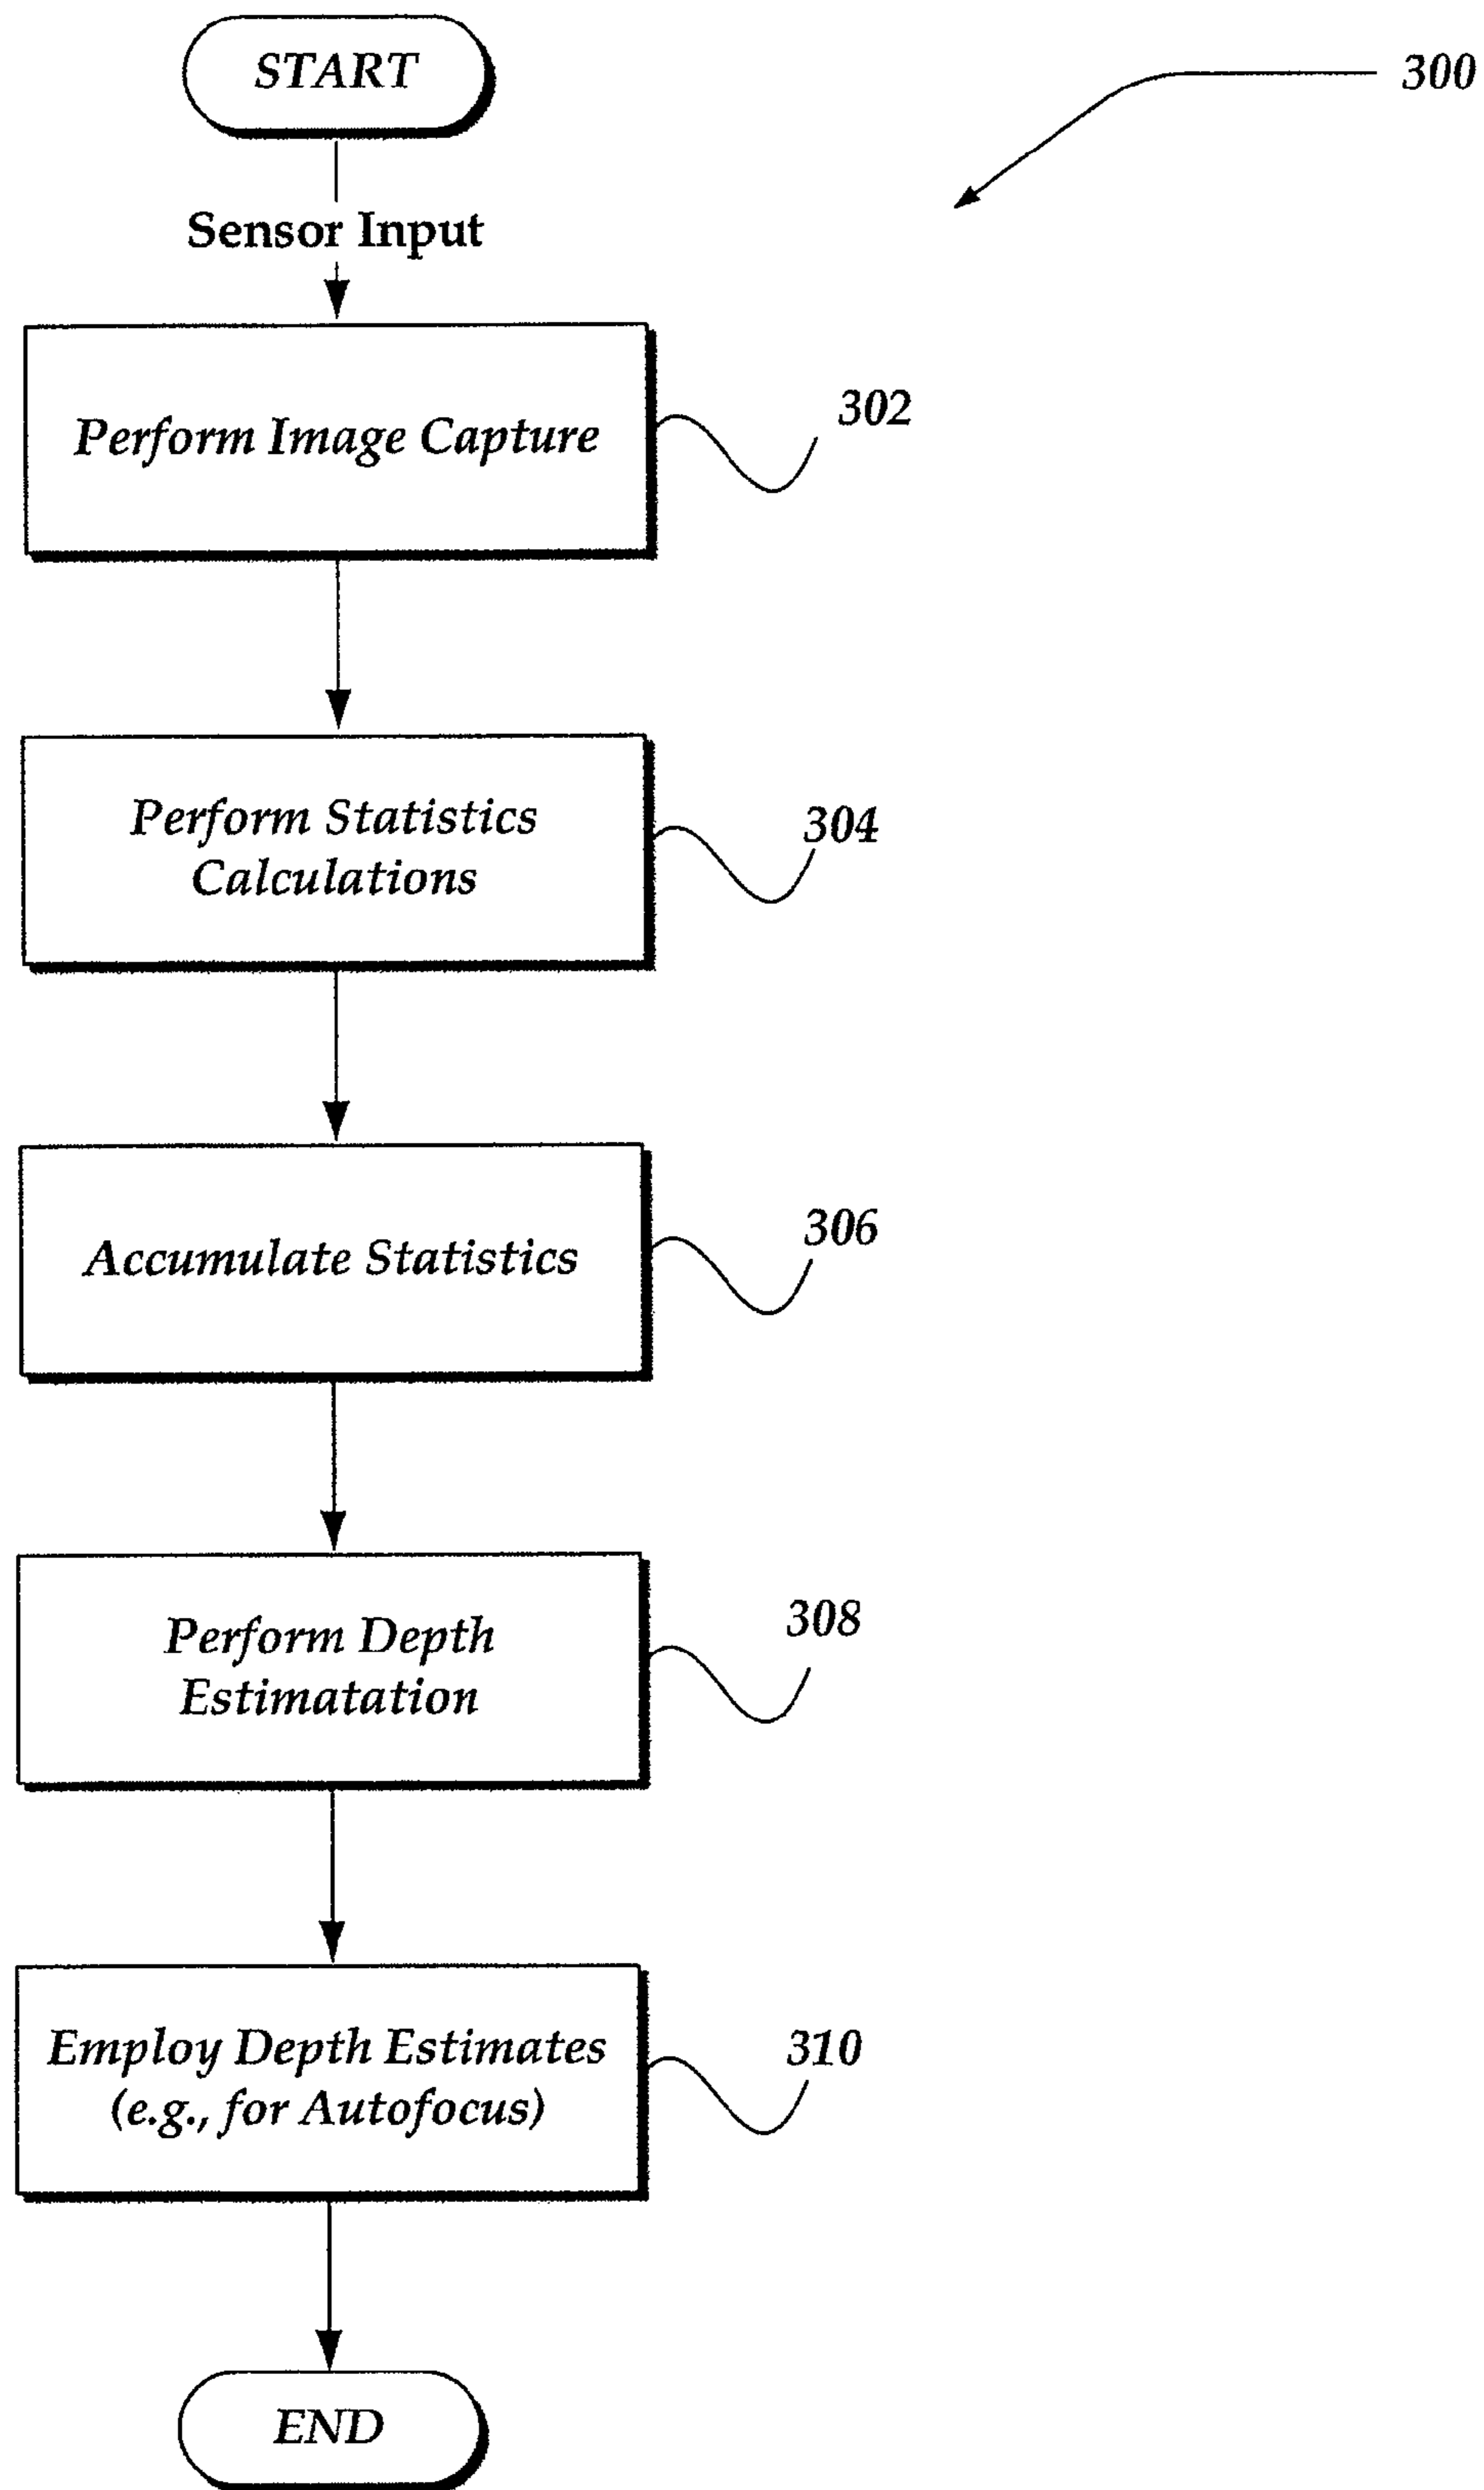 START
300
Sensor Input
Perform Image Capture
302
Perform Statistics
Calculations
304
Accumulate Statistics
306
Perform Depth
Estimatation
308
Employ Depth Estimates
(e.g., for Autofocus)
310
END